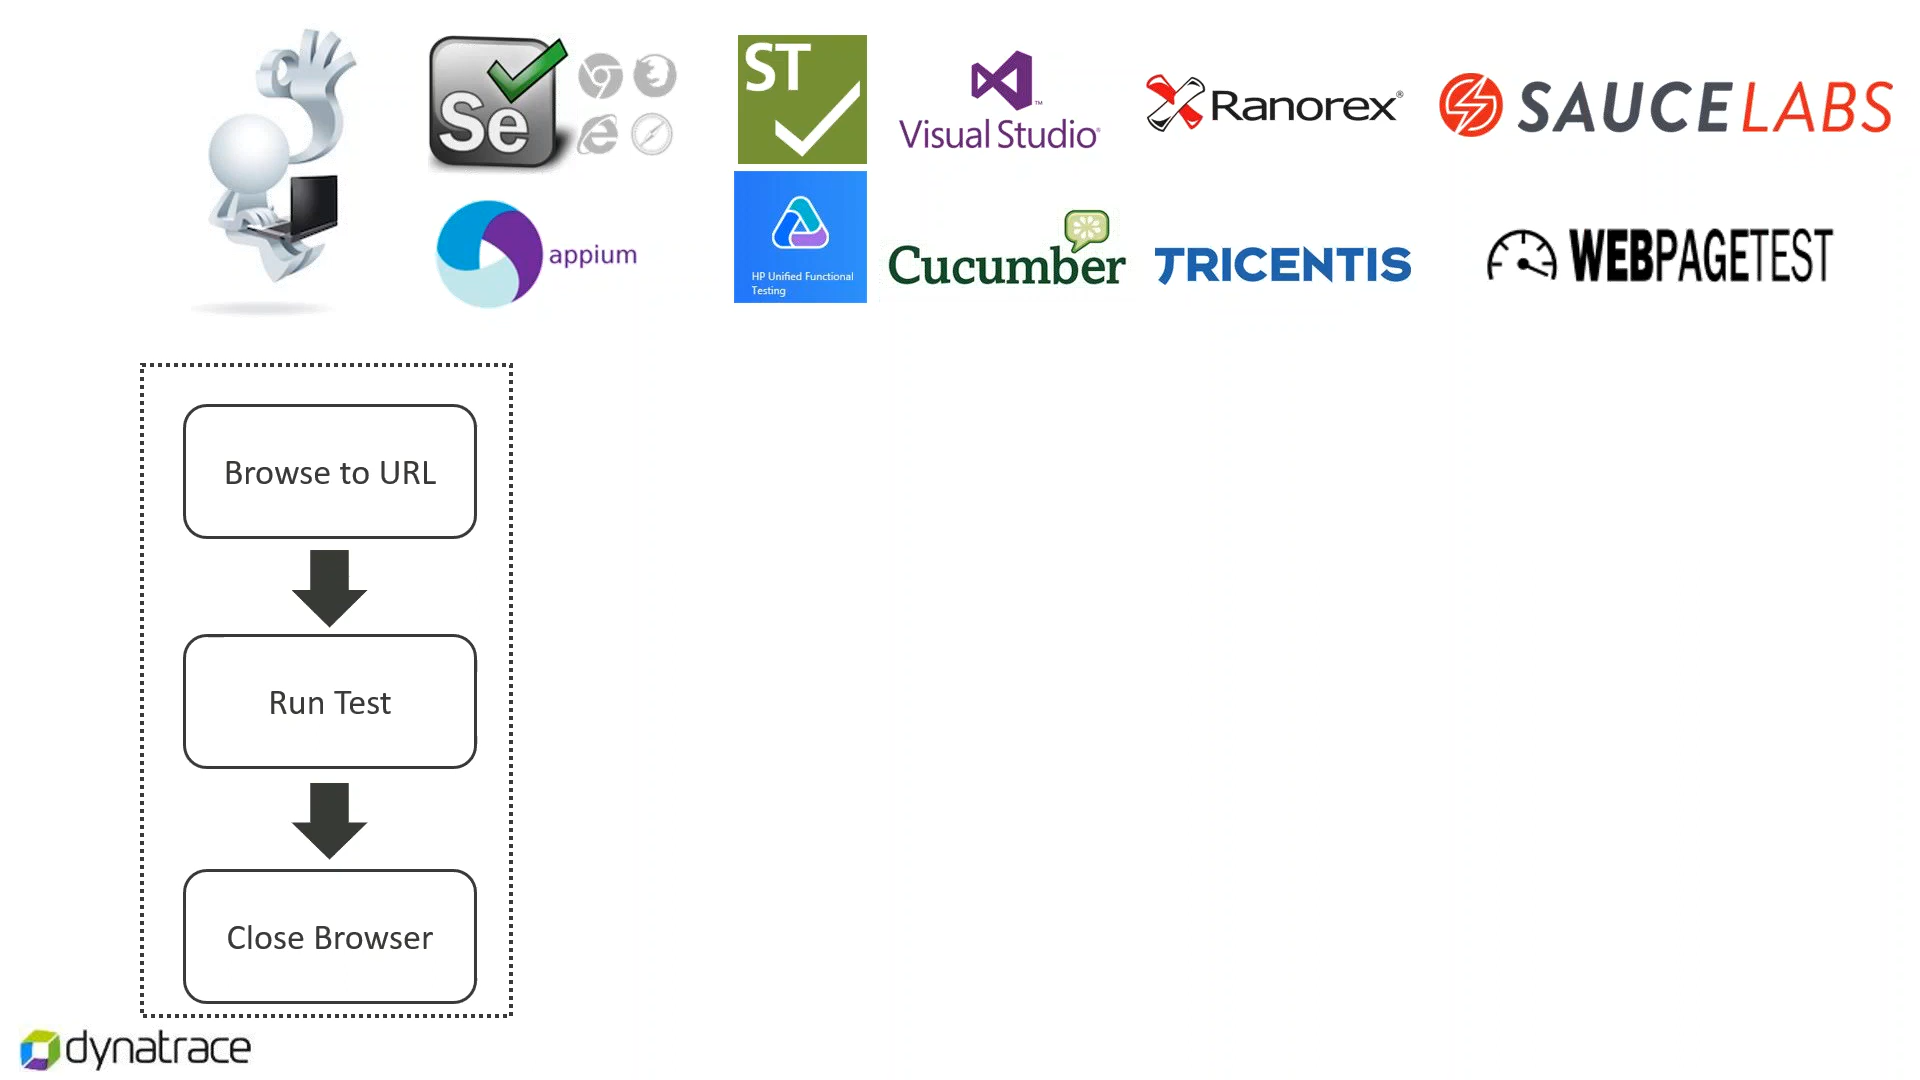 Se
ST
Visual Studio
Ranorex®
SAUCELABS
appium
HP Unified Functional
Testing
Cucumber
TRICENTIS
WEBPAGETEST
Browse to URL
Run Test
Close Browser
dynatrace